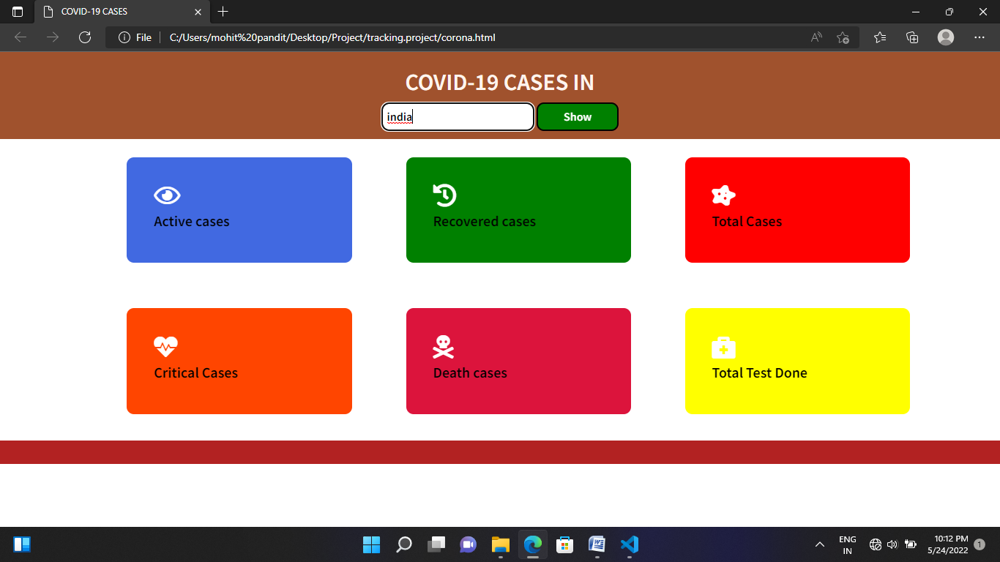 COVID-19 CASES
File
C:/Users/mohit%20pandit/Desktop/Project/tracking.project/corona.html
COVID-19 CASES IN
india
Show
Active cases
Recovered cases
Total Cases
Critical Cases
Death cases
Total Test Done
ENG
IN
10:12 PM
5/24/2022
1